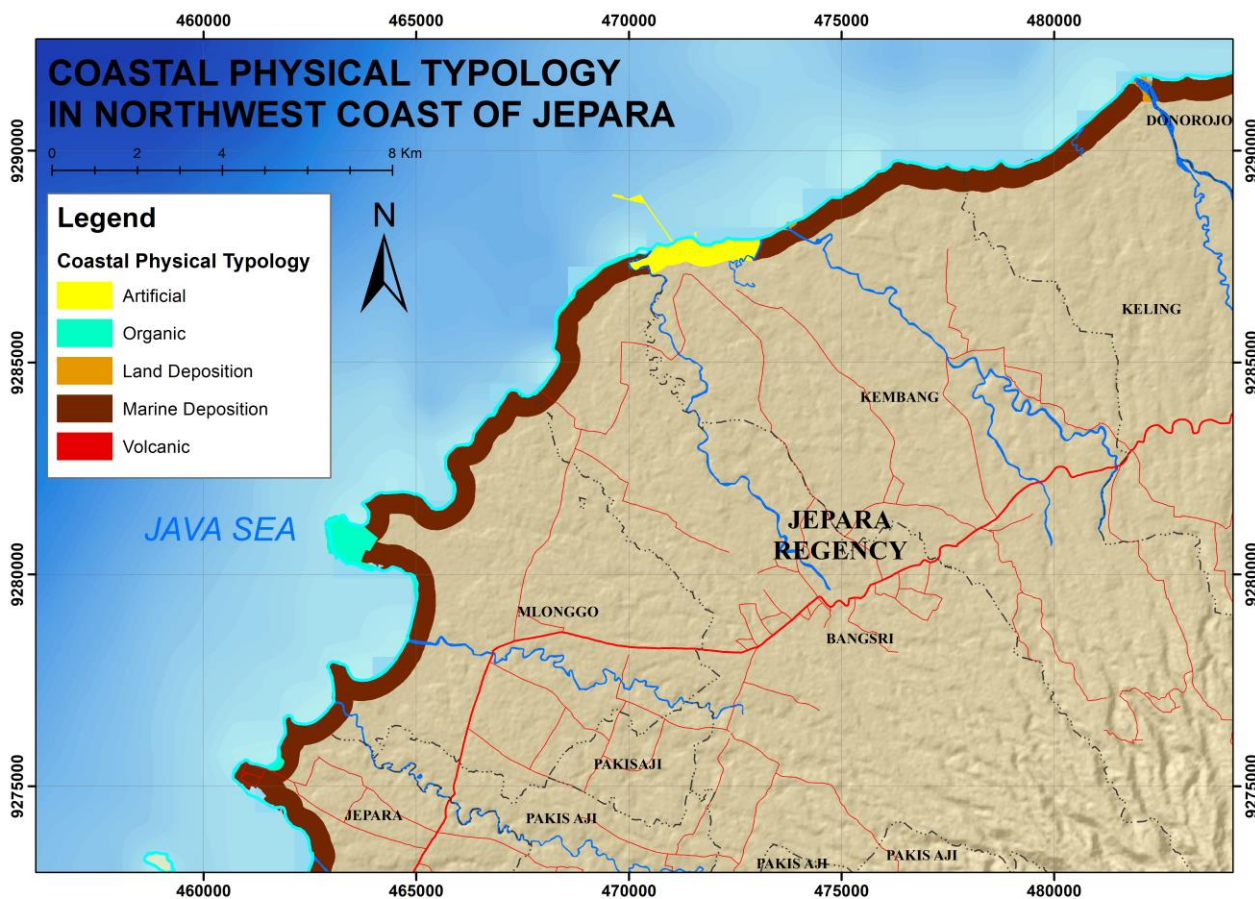 460000 465000 470000 475000 480000
COASTAL PHYSICAL TYPOLOGY
IN NORTHWEST COAST OF JEPARA
0 2 4 8 Km
N
Legend
Coastal Physical Typology
Artificial
Organic
Land Deposition
Marine Deposition
Volcanic
DONOROJO
9290000
9290000
KELING
9285000
9285000
KEMBANG
JAVA SEA
JEPARA
REGENCY
9280000
9280000
MLONGGO
BANGSRI
PAKISAJI
9275000
9275000
JEPARA
PAKIS AJI
PAKIS AJI
PAKIS AJI
460000 465000 470000 475000 480000